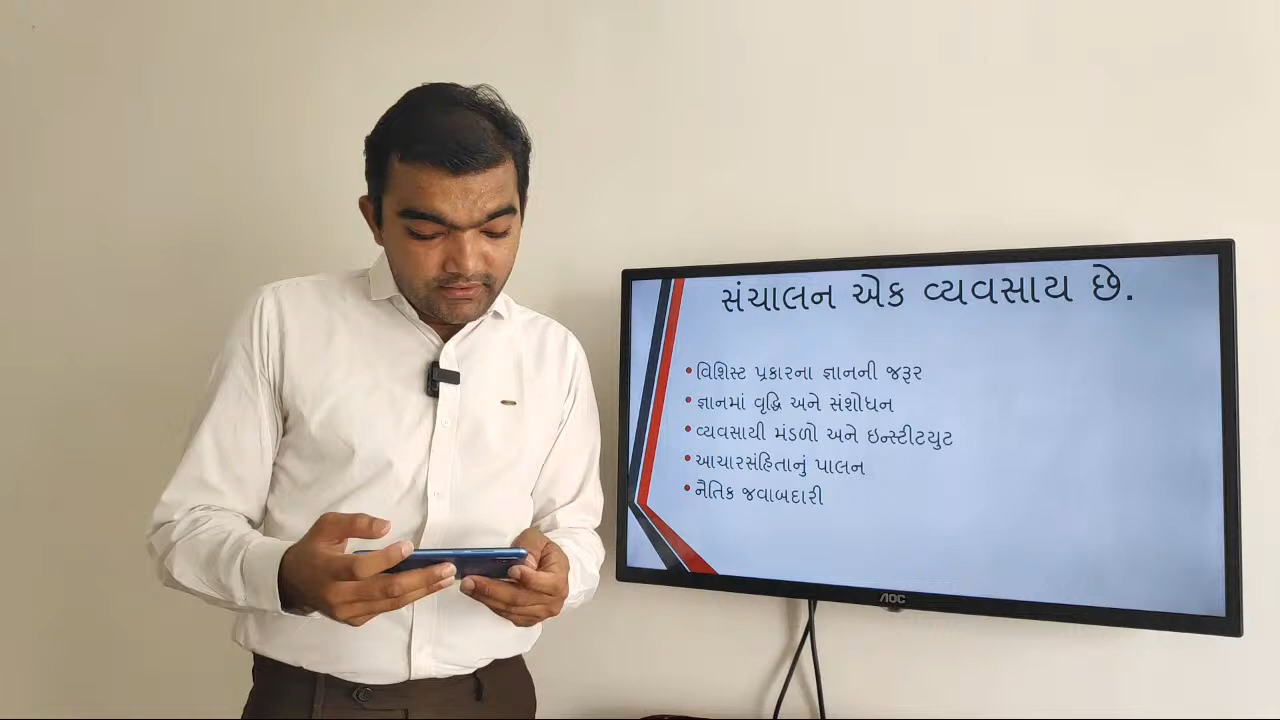 સંચાલન એક વ્યવસાય છે.
વિશિસ્ટ પ્રકારના જ્ઞાનની જરૂર
જ્ઞાનમાં વૃદ્ધિ અને સંશોધન
વ્યવસાયી મંડળો અને ઇન્સ્ટીટયુટ
આચારસંહિતાનું પાલન
નૈતિક જવાબદારી
AOC